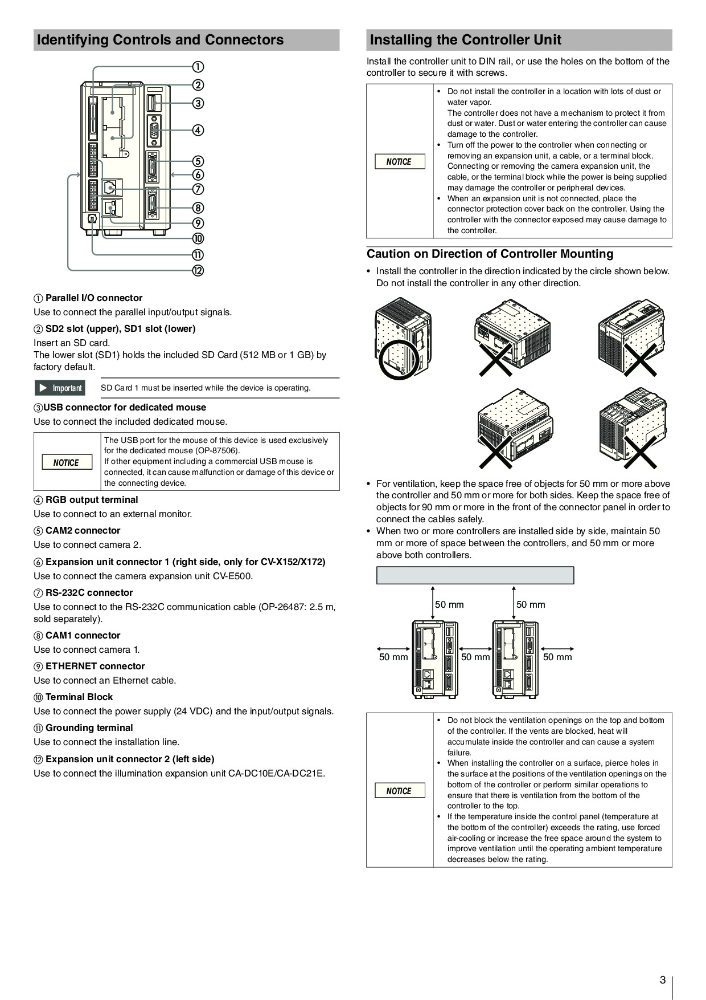 Identifying Controls and Connectors
①
②
③
④
⑤
⑥
⑦
⑧
⑨
⑩
⑪
⑫
① Parallel I/O connector
Use to connect the parallel input/output signals.
② SD2 slot (upper), SD1 slot (lower)
Insert an SD card.
The lower slot (SD1) holds the included SD Card (512 MB or 1 GB) by
factory default.
Important
SD Card 1 must be inserted while the device is operating.
③USB connector for dedicated mouse
Use to connect the included dedicated mouse.
NOTICE
The USB port for the mouse of this device is used exclusively
for the dedicated mouse (OP-87506).
If other equipment including a commercial USB mouse is
connected, it can cause malfunction or damage of this device or
the connecting device.
④ RGB output terminal
Use to connect to an external monitor.
⑤ CAM2 connector
Use to connect camera 2.
⑥ Expansion unit connector 1 (right side, only for CV-X152/X172)
Use to connect the camera expansion unit CV-E500.
⑦ RS-232C connector
Use to connect to the RS-232C communication cable (OP-26487: 2.5 m,
sold separately).
⑧ CAM1 connector
Use to connect camera 1.
⑨ ETHERNET connector
Use to connect an Ethernet cable.
⑩ Terminal Block
Use to connect the power supply (24 VDC) and the input/output signals.
⑪ Grounding terminal
Use to connect the installation line.
⑫ Expansion unit connector 2 (left side)
Use to connect the illumination expansion unit CA-DC10E/CA-DC21E.
Installing the Controller Unit
Install the controller unit to DIN rail, or use the holes on the bottom of the
controller to secure it with screws.
NOTICE
• Do not install the controller in a location with lots of dust or
water vapor.
The controller does not have a mechanism to protect it from
dust or water. Dust or water entering the controller can cause
damage to the controller.
• Turn off the power to the controller when connecting or
removing an expansion unit, a cable, or a terminal block.
Connecting or removing the camera expansion unit, the
cable, or the terminal block while the power is being supplied
may damage the controller or peripheral devices.
• When an expansion unit is not connected, place the
connector protection cover back on the controller. Using the
controller with the connector exposed may cause damage to
the controller.
Caution on Direction of Controller Mounting
• Install the controller in the direction indicated by the circle shown below.
Do not install the controller in any other direction.
• For ventilation, keep the space free of objects for 50 mm or more above
the controller and 50 mm or more for both sides. Keep the space free of
objects for 90 mm or more in the front of the connector panel in order to
connect the cables safely.
• When two or more controllers are installed side by side, maintain 50
mm or more of space between the controllers, and 50 mm or more
above both controllers.
50 mm
50 mm
50 mm
50 mm
50 mm
NOTICE
• Do not block the ventilation openings on the top and bottom
of the controller. If the vents are blocked, heat will
accumulate inside the controller and can cause a system
failure.
• When installing the controller on a surface, pierce holes in
the surface at the positions of the ventilation openings on the
bottom of the controller or perform similar operations to
ensure that there is ventilation from the bottom of the
controller to the top.
• If the temperature inside the control panel (temperature at
the bottom of the controller) exceeds the rating, use forced
air-cooling or increase the free space around the system to
improve ventilation until the operating ambient temperature
decreases below the rating.
3